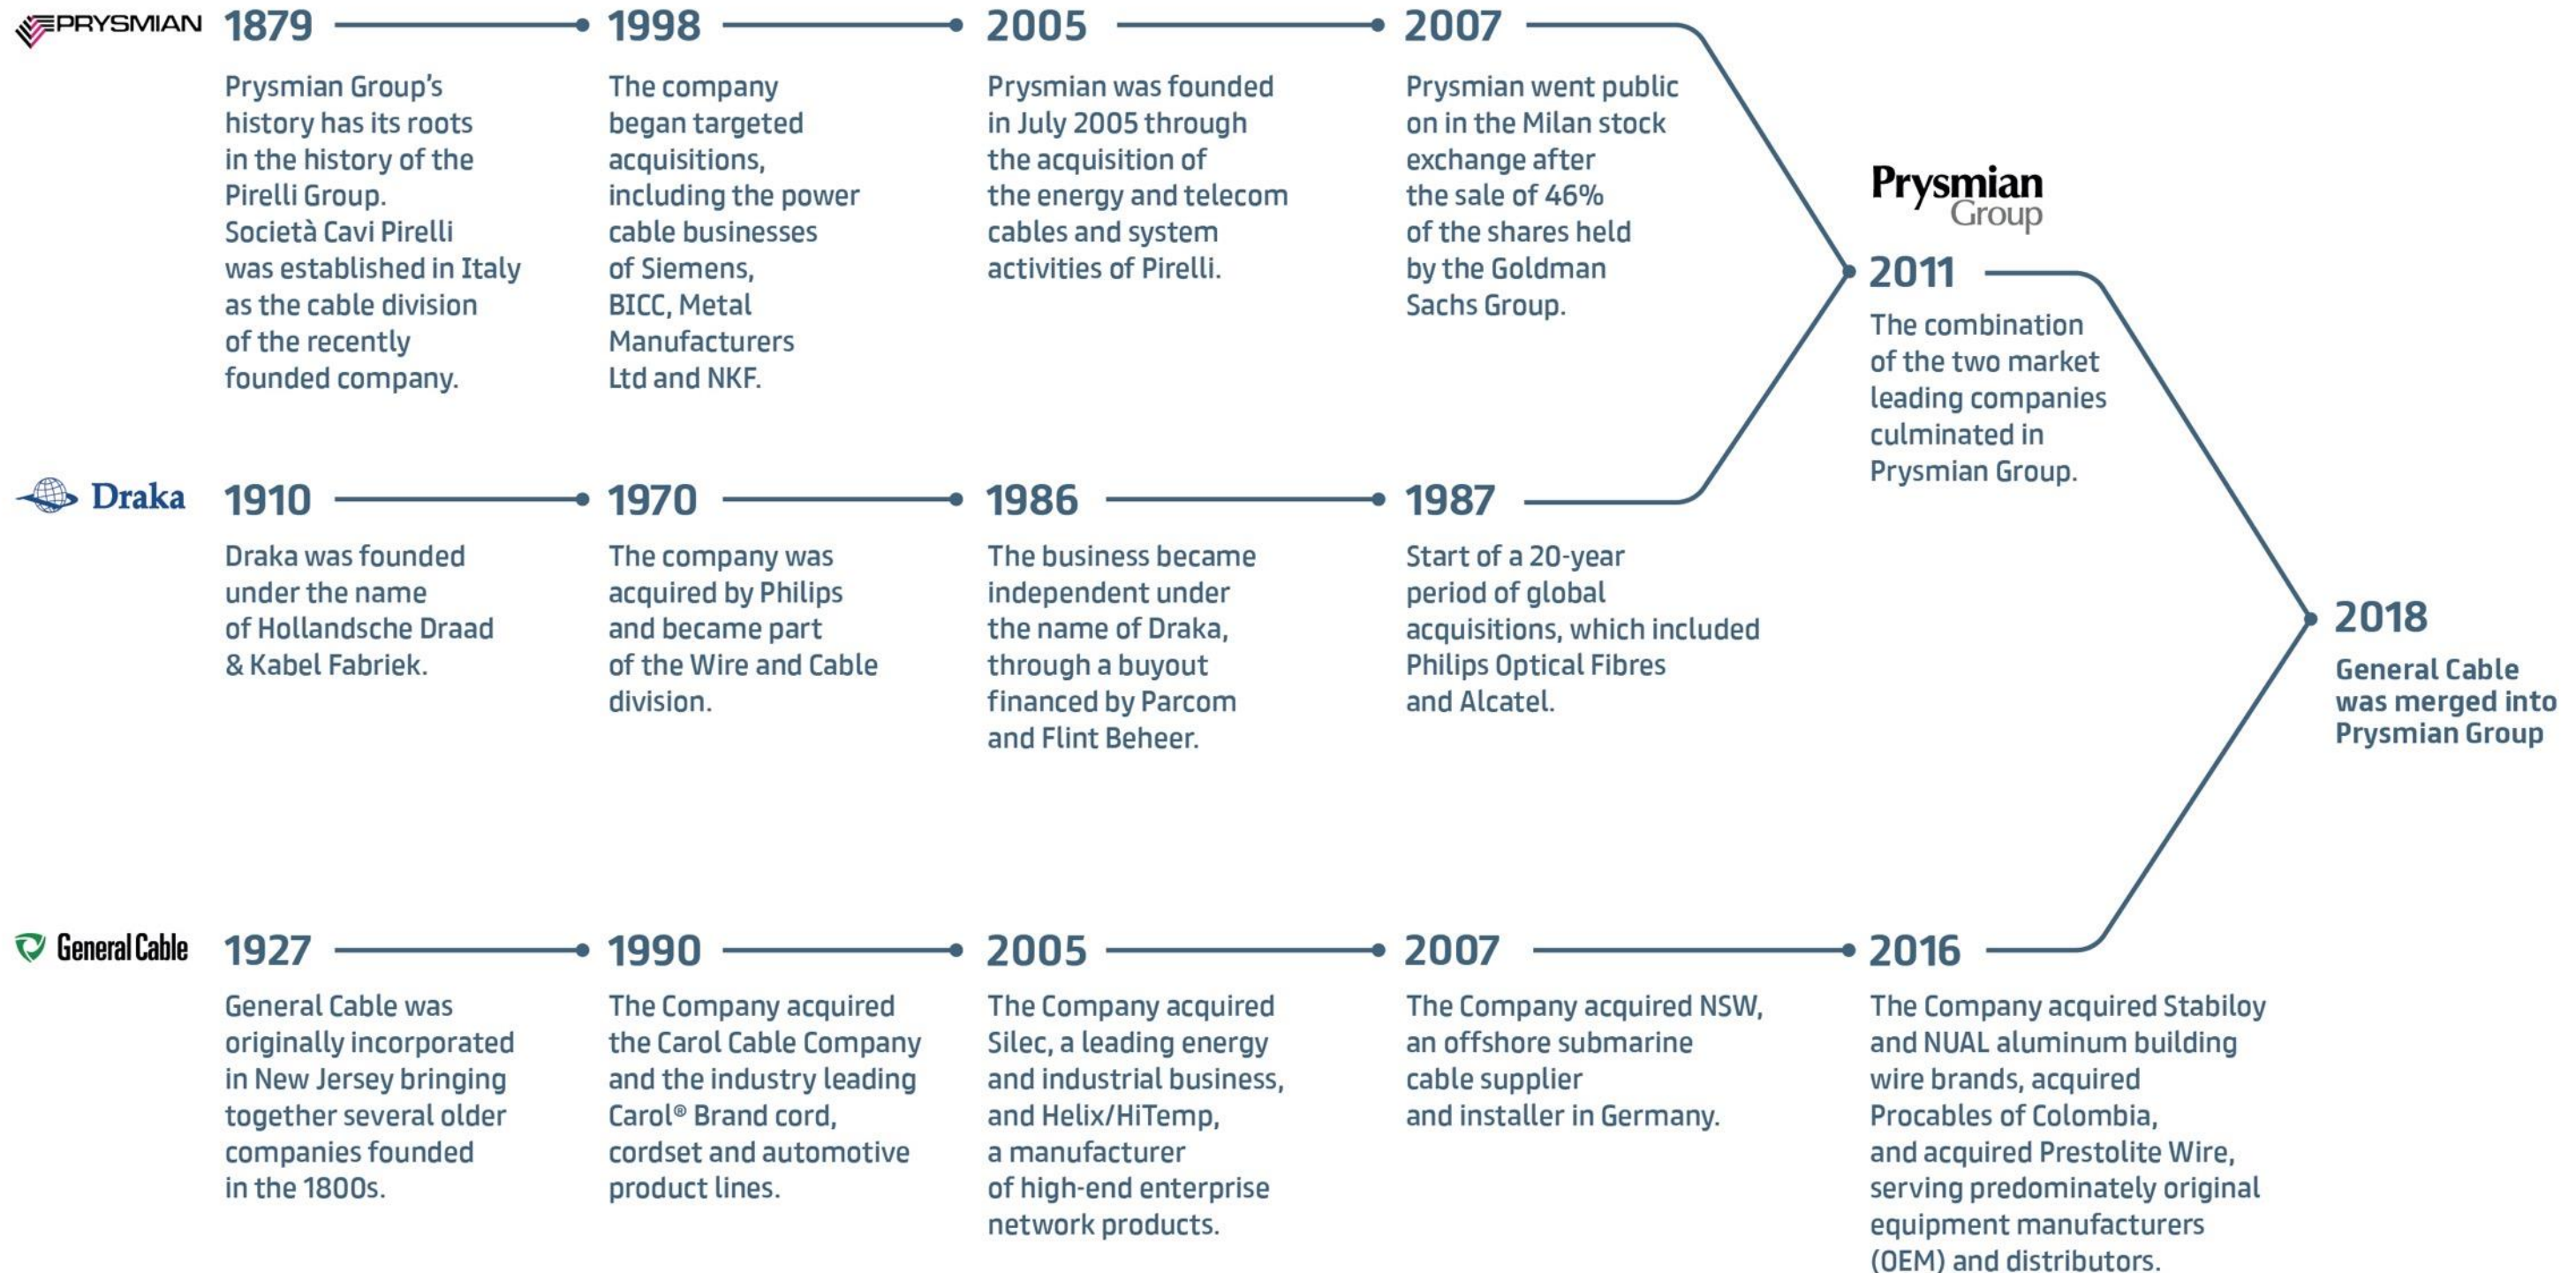 PRYSMIAN
1879
Prysmian Group's
history has its roots
in the history of the
Pirelli Group.
Società Cavi Pirelli
was established in Italy
as the cable division
of the recently
founded company.
1998
The company
began targeted
acquisitions,
including the power
cable businesses
of Siemens,
BICC, Metal
Manufacturers
Ltd and NKF.
2005
Prysmian was founded
in July 2005 through
the acquisition of
the energy and telecom
cables and system
activities of Pirelli.
2007
Prysmian went public
on in the Milan stock
exchange after
the sale of 46%
of the shares held
by the Goldman
Sachs Group.
Prysmian
Group
2011
The combination
of the two market
leading companies
culminated in
Prysmian Group.
Draka
1910
Draka was founded
under the name
of Hollandsche Draad
& Kabel Fabriek.
1970
The company was
acquired by Philips
and became part
of the Wire and Cable
division.
1986
The business became
independent under
the name of Draka,
through a buyout
financed by Parcom
and Flint Beheer.
1987
Start of a 20-year
period of global
acquisitions, which included
Philips Optical Fibres
and Alcatel.
2018
General Cable
was merged into
Prysmian Group
General Cable
1927
General Cable was
originally incorporated
in New Jersey bringing
together several older
companies founded
in the 1800s.
1990
The Company acquired
the Carol Cable Company
and the industry leading
Carol® Brand cord,
cordset and automotive
product lines.
2005
The Company acquired
Silec, a leading energy
and industrial business,
and Helix/HiTemp,
a manufacturer
of high-end enterprise
network products.
2007
The Company acquired NSW,
an offshore submarine
cable supplier
and installer in Germany.
2016
The Company acquired Stabiloy
and NUAL aluminum building
wire brands, acquired
Procables of Colombia,
and acquired Prestolite Wire,
serving predominately original
equipment manufacturers
(OEM) and distributors.